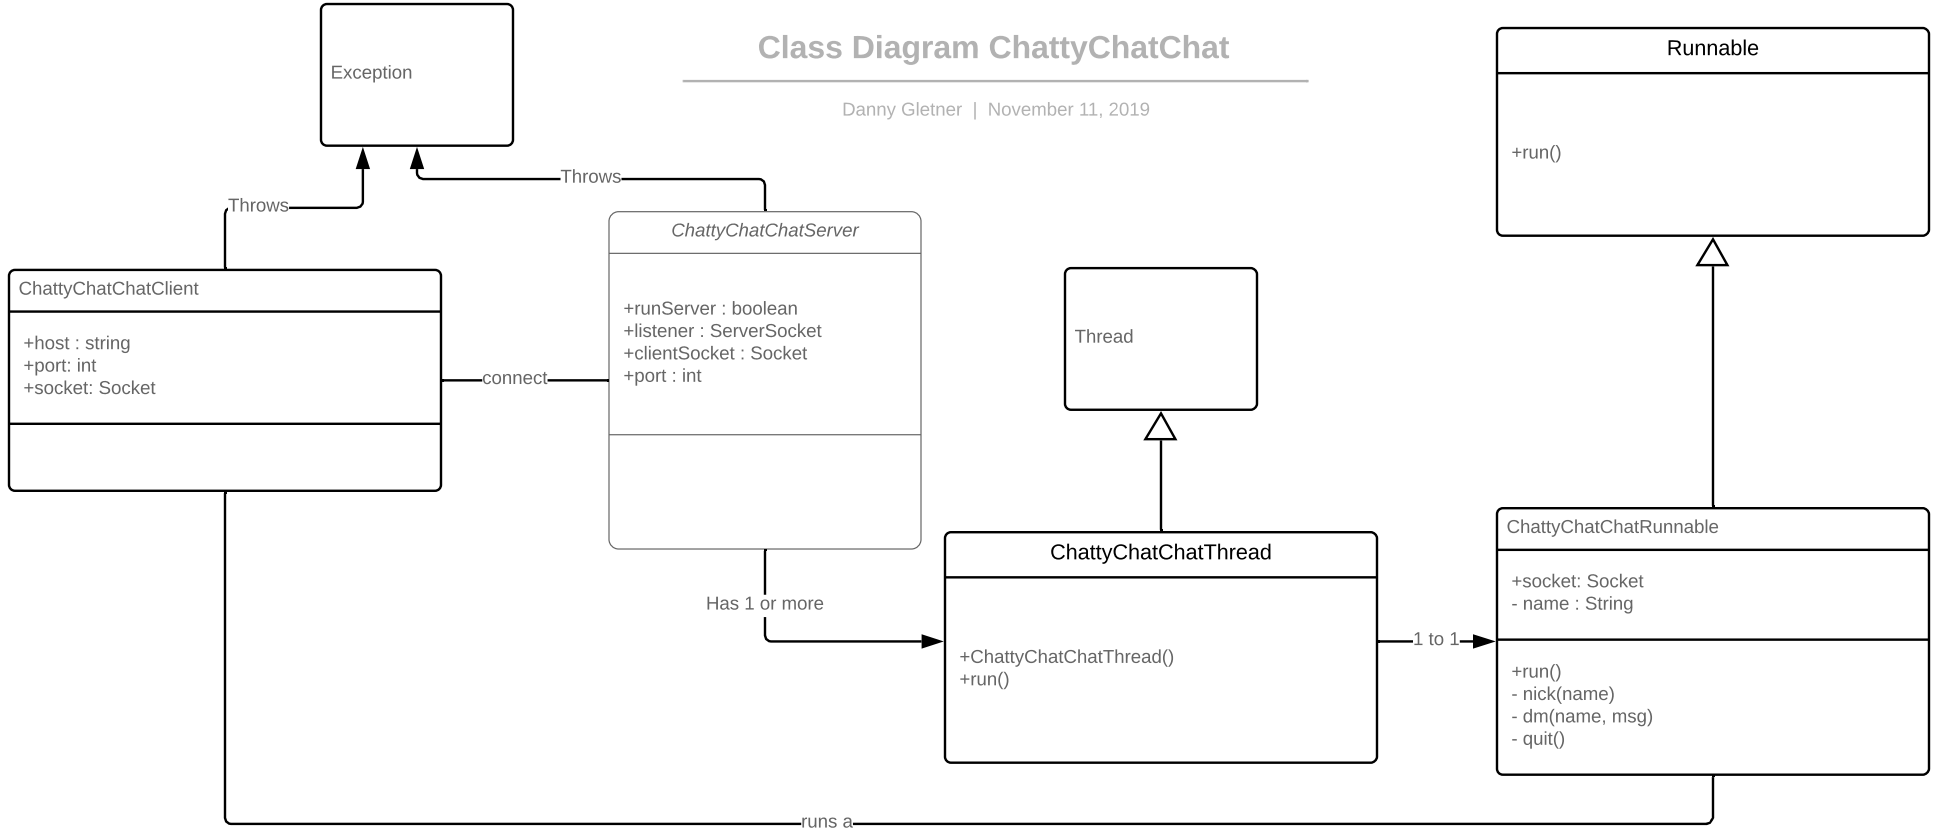 Class Diagram ChattyChatChat
Danny Gletner | November 11, 2019
Exception
Throws
Throws
ChattyChatChatClient
+host : string
+port: int
+socket: Socket
connect
ChattyChatChatServer
+runServer : boolean
+listener : ServerSocket
+clientSocket : Socket
+port : int
Has 1 or more
Thread
ChattyChatChatThread
+ChattyChatChatThread()
+run()
1 to 1
Runnable
+run()
ChattyChatChatRunnable
+socket: Socket
- name : String
+run()
- nick(name)
- dm(name, msg)
- quit()
runs a